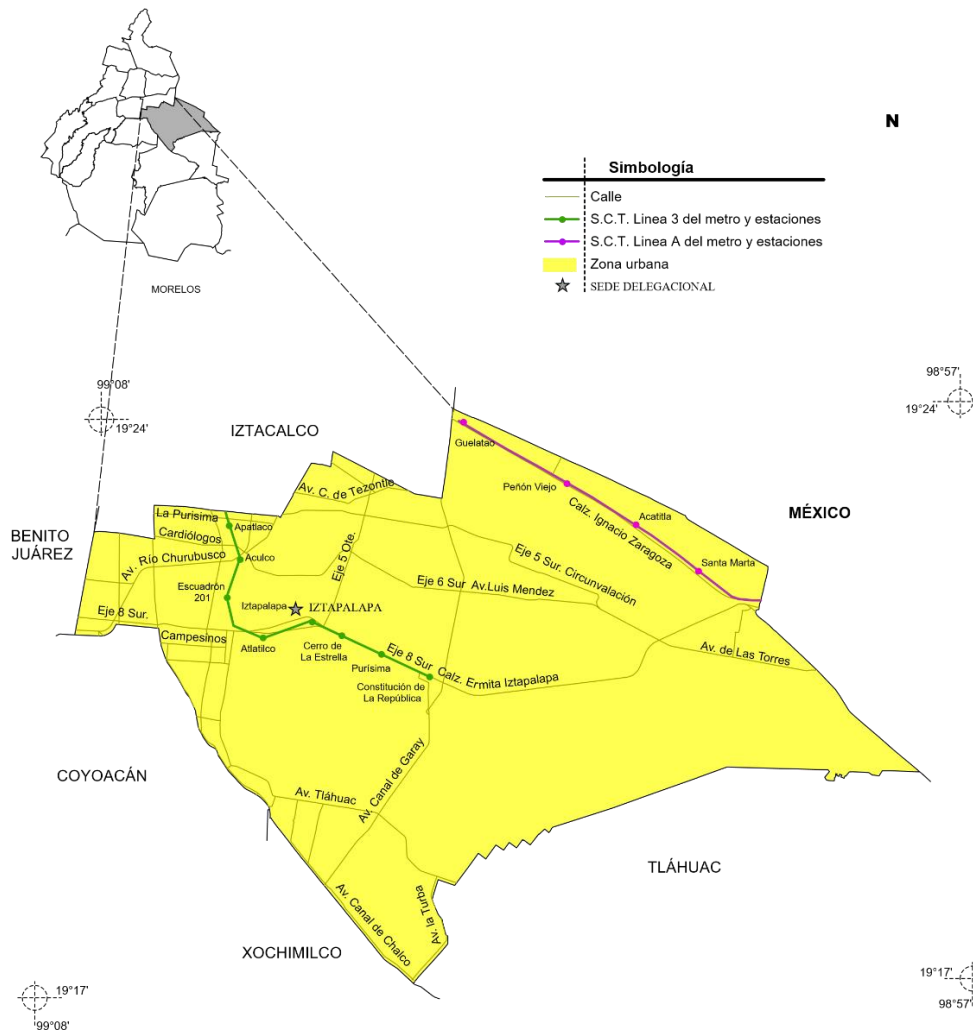 N
Simbología
Calle
S.C.T. Linea 3 del metro y estaciones
S.C.T. Linea A del metro y estaciones
Zona urbana
SEDE DELEGACIONAL
MORELOS
99°08'
19°24'
98°57'
19°24'
IZTACALCO
Guelatao
Peñón Viejo
Acatitla
Santa Marta
Calz. Ignacio Zaragoza
MÉXICO
Av. C. de Tezontle
La Purisima
Apatlaco
Cardiólogos
BENITO
JUÁREZ
Av. Río Churubusco
Aculco
Eje 5 Ote.
Eje 5 Sur. Circunvalación
Eje 6 Sur Av.Luis Mendez
Escuadrón
201
Iztapalapa
IZTAPALAPA
Eje 8 Sur.
Campesinos
Atlatilco
Cerro de
La Estrella
Purísima
Constitución de
La República
Eje 8 Sur Calz. Ermita Iztapalapa
Av. de Las Torres
COYOACÁN
Av. Tláhuac
Av. Canal de Garay
TLÁHUAC
Av. la Turba
Av. Canal de Chalco
XOCHIMILCO
19°17'
99°08'
19°17'
98°57'